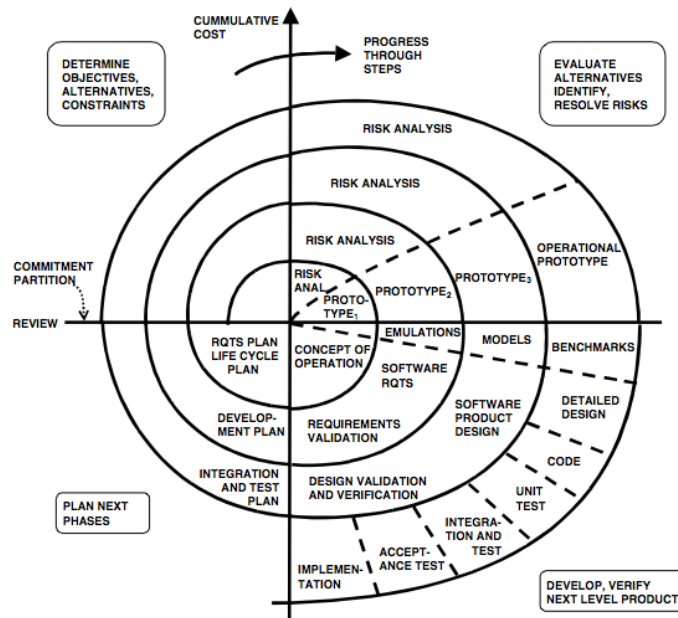 CUMMULATIVE
COST
PROGRESS
THROUGH
STEPS
DETERMINE
OBJECTIVES,
ALTERNATIVES,
CONSTRAINTS
EVALUATE
ALTERNATIVES
IDENTIFY,
RESOLVE RISKS
RISK ANALYSIS
RISK ANALYSIS
RISK ANALYSIS
RISK
ANAL.
OPERATIONAL
PROTOTYPE
PROTOTYPE₃
PROTOTYPE₂
PROTO-
TYPE₁
COMMITMENT
PARTITION
REVIEW
EMULATIONS
MODELS
BENCHMARKS
RQTS PLAN
LIFE CYCLE
PLAN
CONCEPT OF
OPERATION
SOFTWARE
RQTS
SOFTWARE
PRODUCT
DESIGN
DETAILED
DESIGN
DEVELOP-
MENT PLAN
REQUIREMENTS
VALIDATION
CODE
INTEGRATION
AND TEST
PLAN
DESIGN VALIDATION
AND VERIFICATION
UNIT
TEST
INTEGRA-
TION AND
TEST
ACCEPT-
ANCE TEST
IMPLEMEN-
TATION
PLAN NEXT
PHASES
DEVELOP, VERIFY
NEXT LEVEL PRODUCT